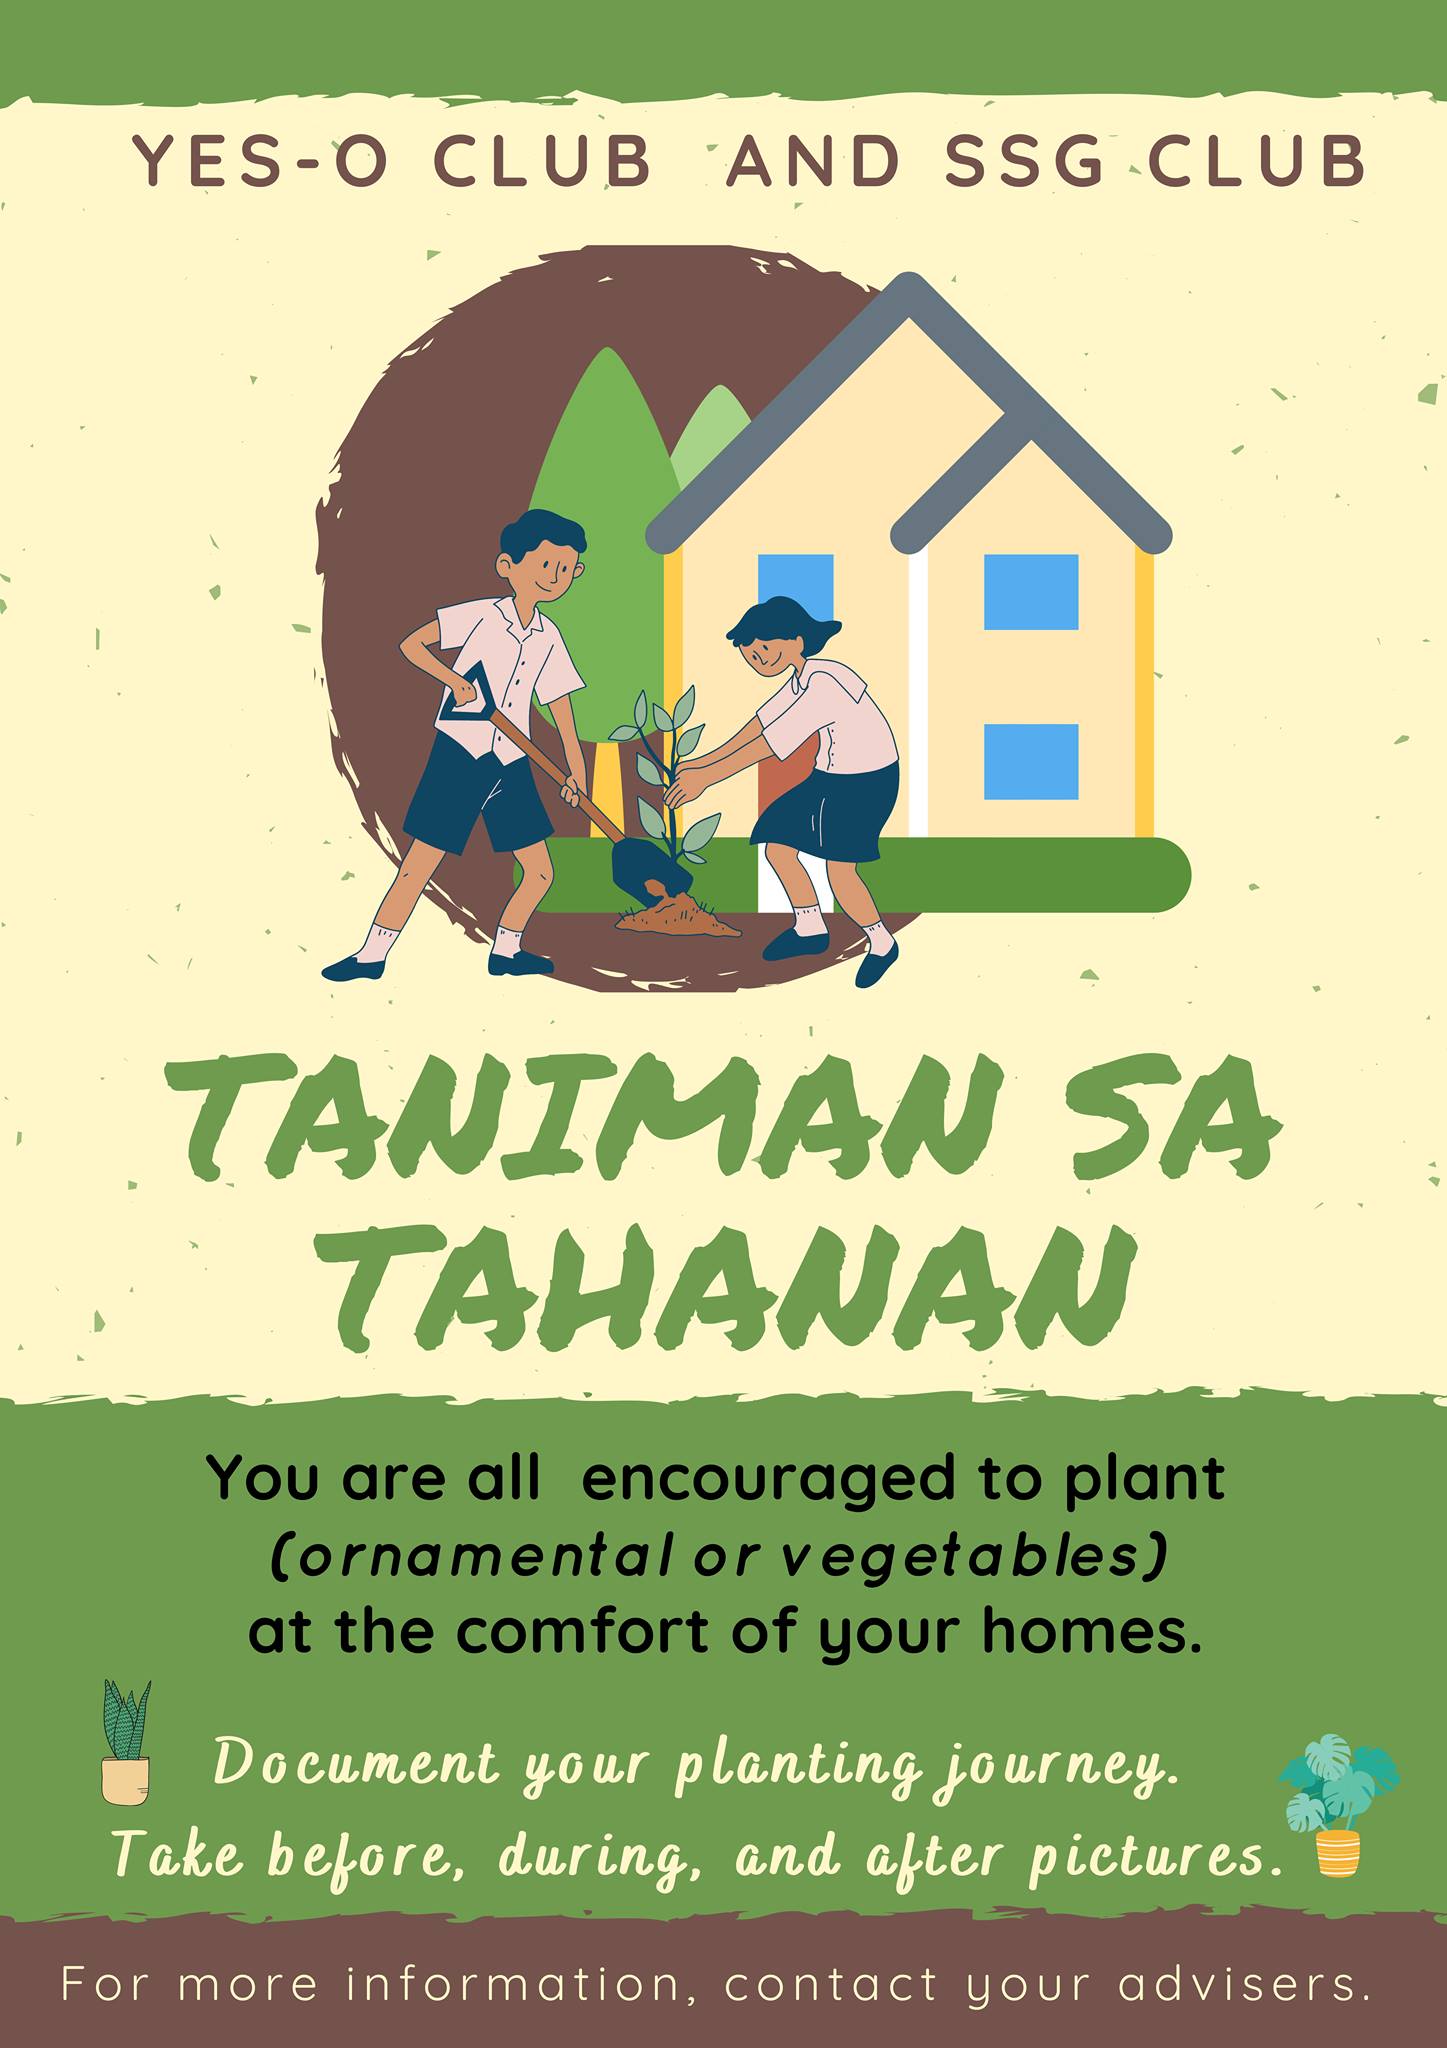 YES-O CLUB AND SSG CLUB
TANIMAN SA
TAHANAN
You are all encouraged to plant
(ornamental or vegetables)
at the comfort of your homes.
Document your planting journey.
Take before, during, and after pictures.
For more information, contact your advisers.